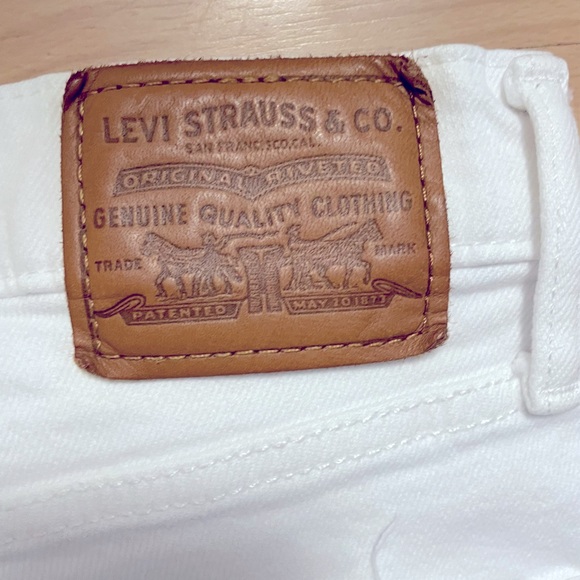 LEVI STRAUSS & CO.
SAN FRANCISCO, CAL.
ORIGINAL RIVETED
GENUINE QUALITY CLOTHING
TRADE MARK
PATENTED MAY 20 1873